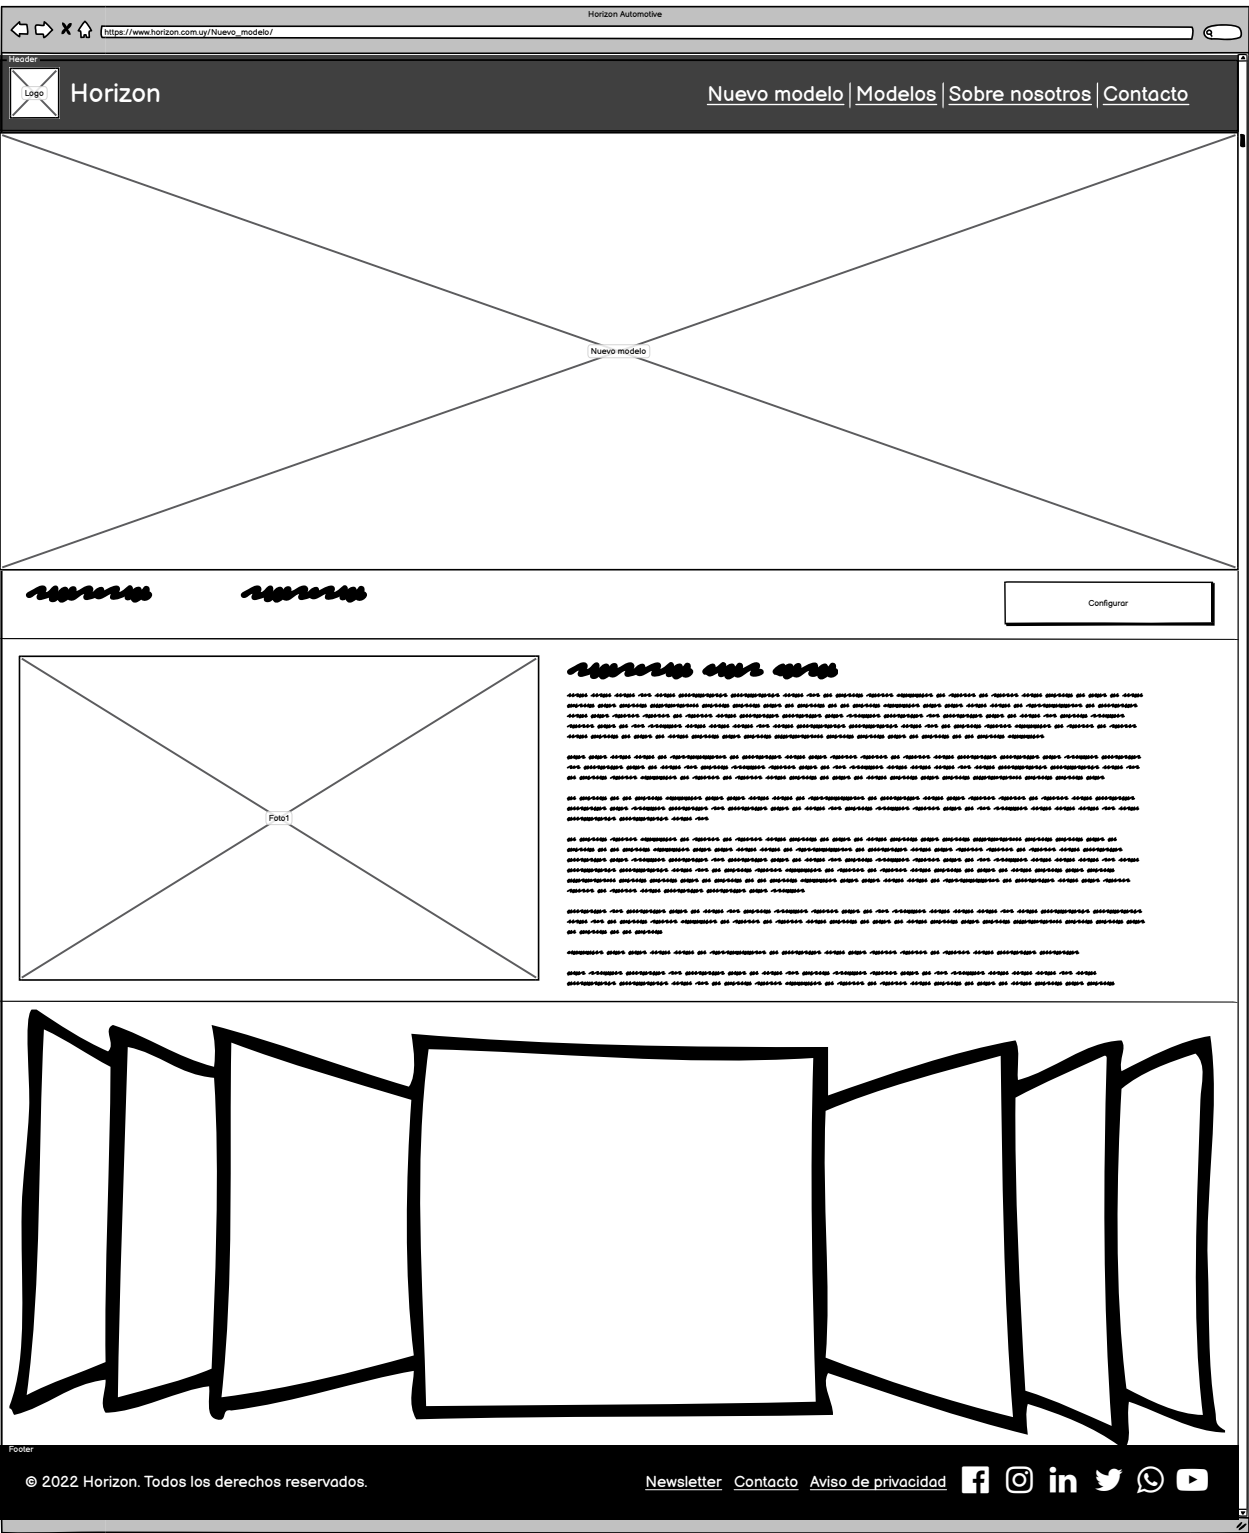 Horizon Automotive
https://www.horizon.com.uy/Nuevo_modelo/
Header
Logo
Horizon
Nuevo modelo Modelos Sobre nosotros Contacto
Nuevo modelo
Configurar
Foto1
Footer
© 2022 Horizon. Todos los derechos reservados.
Newsletter Contacto Aviso de privacidad